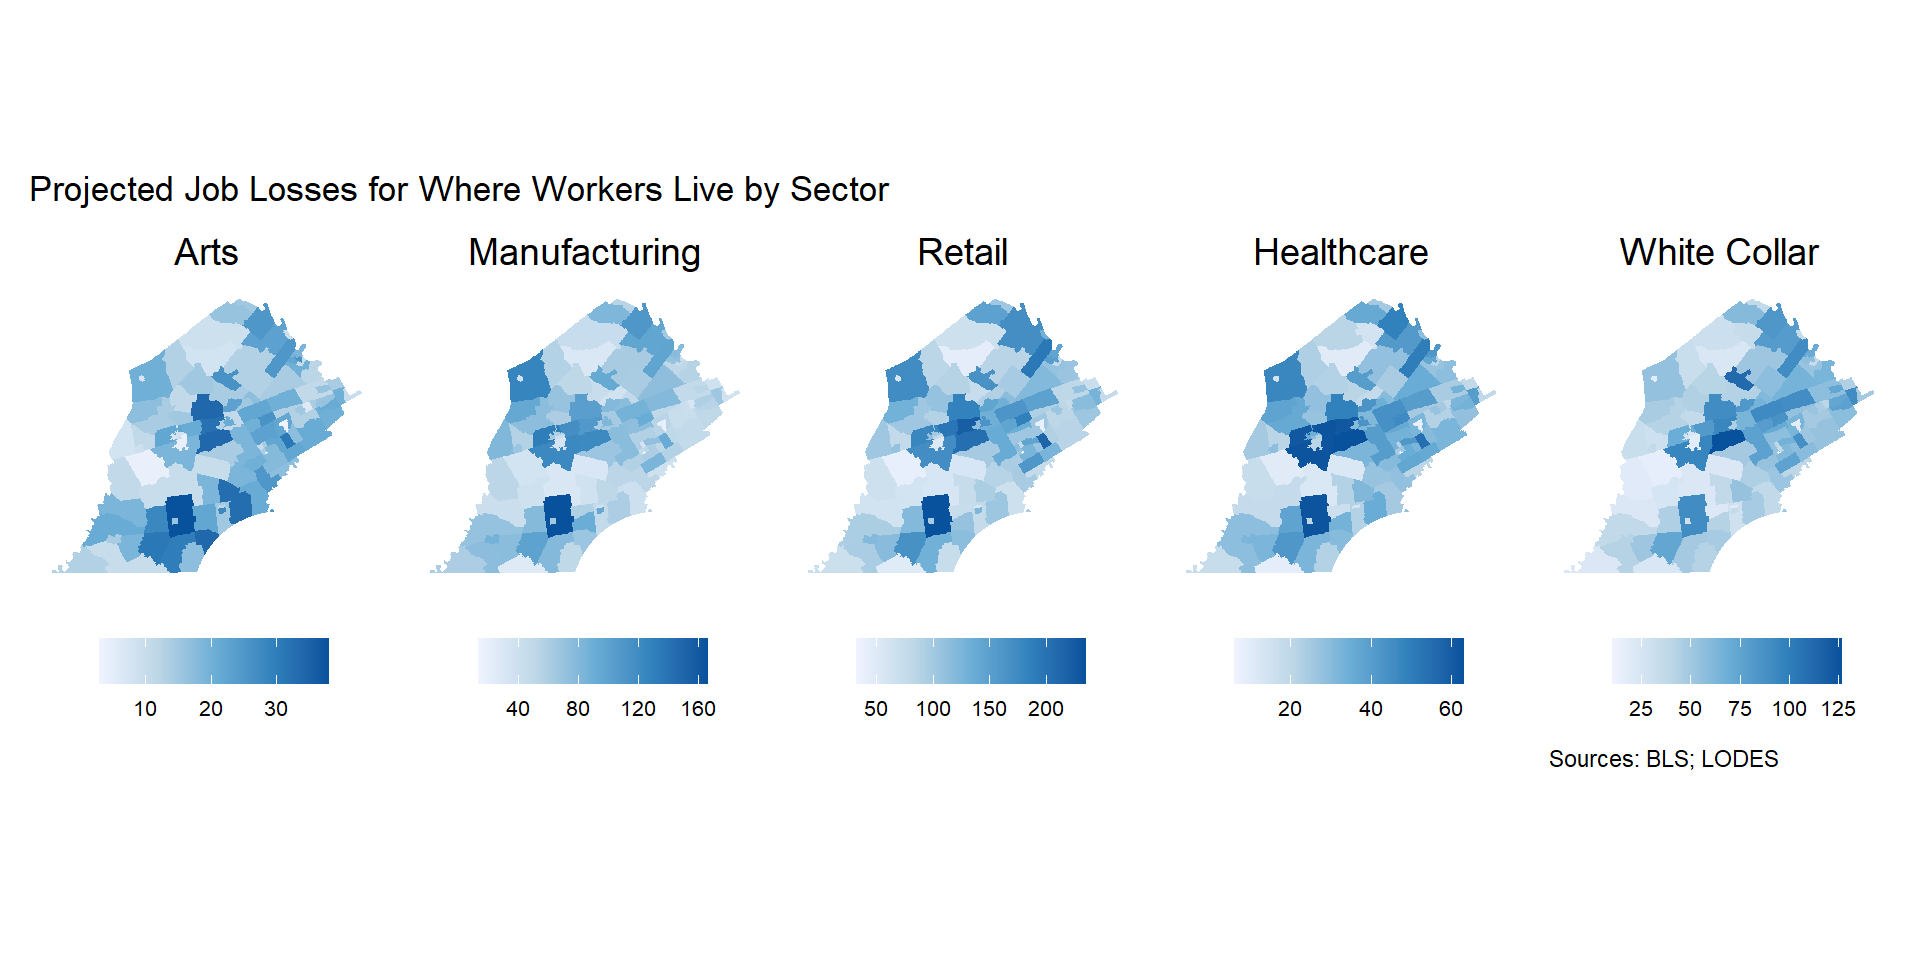 Projected Job Losses for Where Workers Live by Sector
Arts
Manufacturing
Retail
Healthcare
White Collar
10 20 30
40 80 120 160
50 100 150 200
20 40 60
25 50 75 100 125
Sources: BLS; LODES